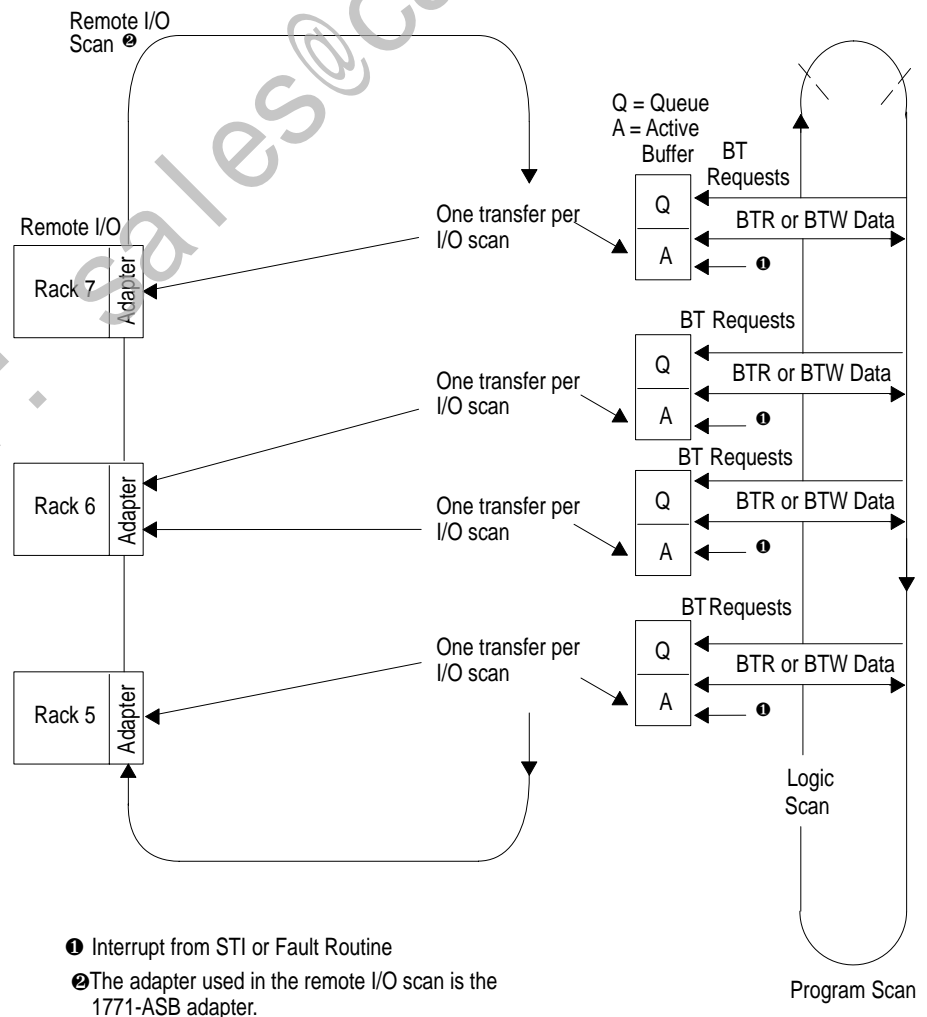 Remote I/O
Scan ❷
Q = Queue
A = Active
Buffer
BT
Requests
Q
A
BTR or BTW Data
❶
One transfer per
I/O scan
Remote I/O
Rack 7
Adapter
BT Requests
Q
A
BTR or BTW Data
❶
One transfer per
I/O scan
BT Requests
Q
A
BTR or BTW Data
❶
One transfer per
I/O scan
Rack 6
Adapter
BT Requests
Q
A
BTR or BTW Data
❶
One transfer per
I/O scan
Rack 5
Adapter
Logic
Scan
❶ Interrupt from STI or Fault Routine
❷The adapter used in the remote I/O scan is the
1771-ASB adapter.
Program Scan
sales@co